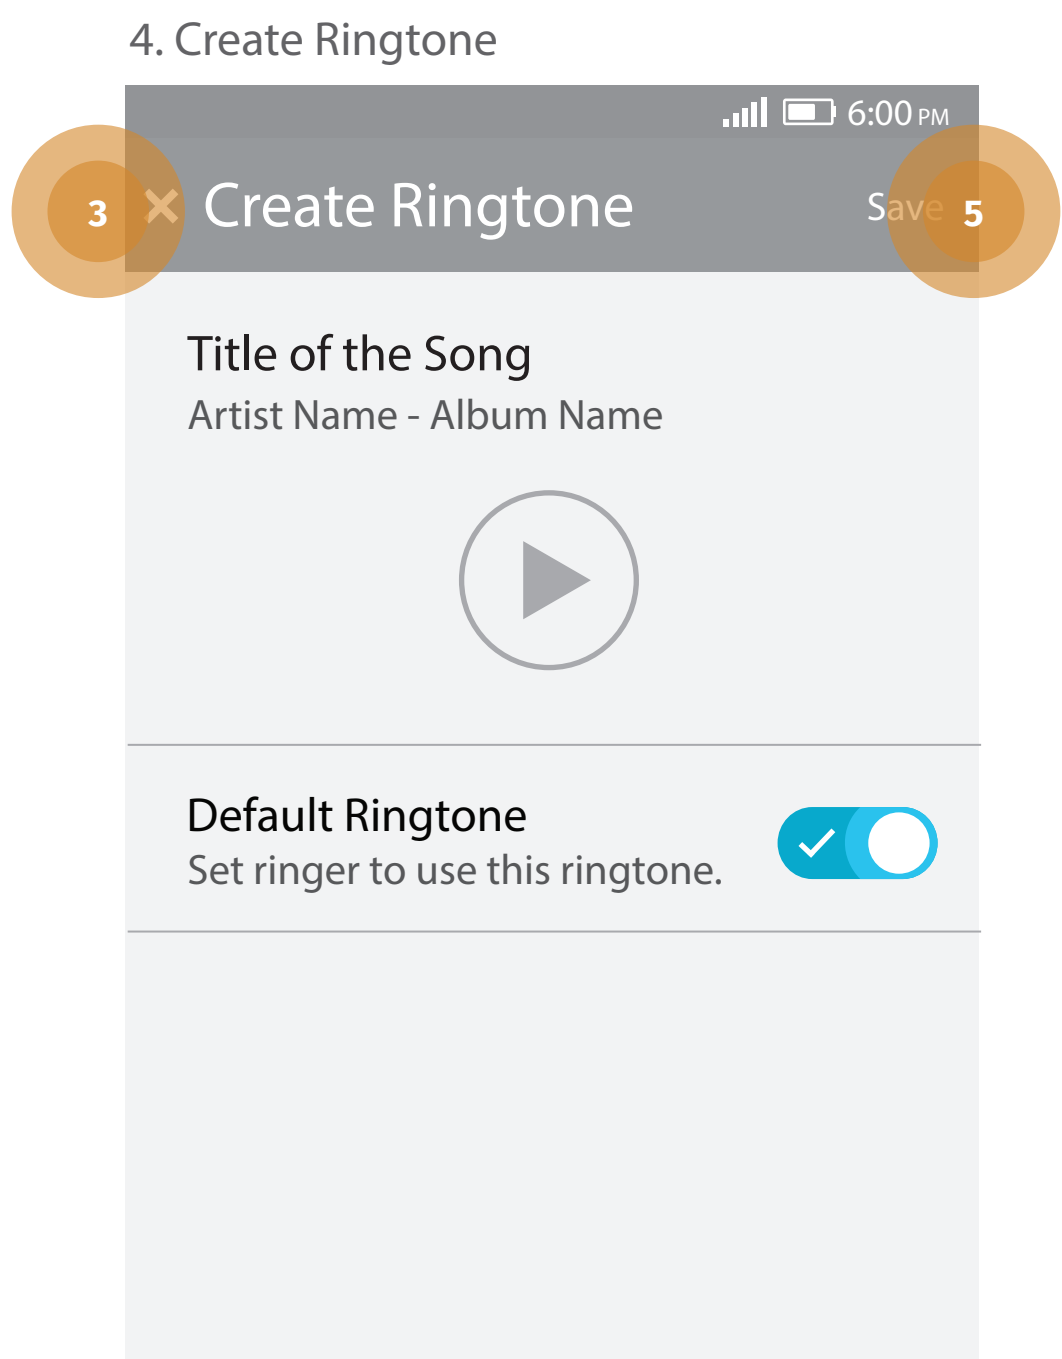 4. Create Ringtone
6:00 PM
3 Create Ringtone Save 5
Title of the Song
Artist Name - Album Name
Default Ringtone
Set ringer to use this ringtone.